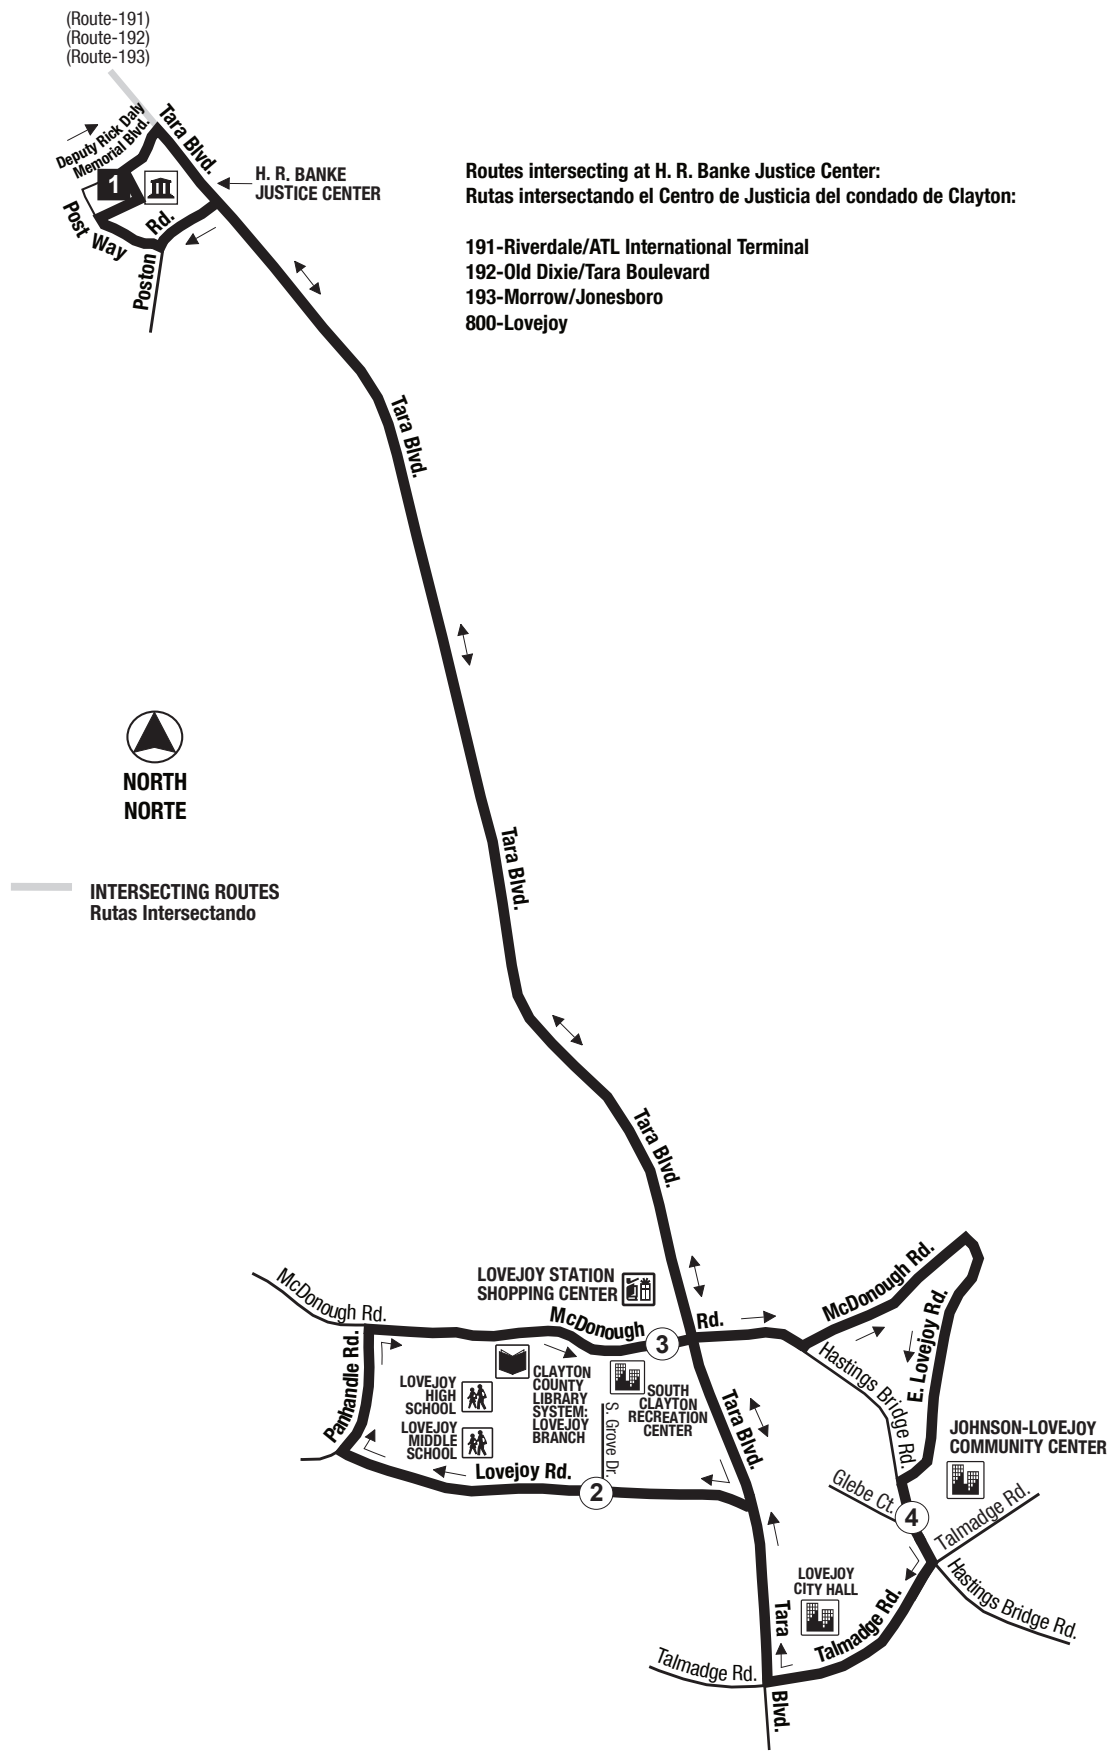 (Route-191)
(Route-192)
(Route-193)
Deputy Rick Daly
Memorial Blvd.
Tara Blvd.
1
Post Way
Rd.
Poston
H. R. BANKE
JUSTICE CENTER
Routes intersecting at H. R. Banke Justice Center:
Rutas intersectando el Centro de Justicia del condado de Clayton:
191-Riverdale/ATL International Terminal
192-Old Dixie/Tara Boulevard
193-Morrow/Jonesboro
800-Lovejoy
Tara Blvd.
NORTH
NORTE
Tara Blvd.
INTERSECTING ROUTES
Rutas Intersectando
Tara Blvd.
LOVEJOY STATION
SHOPPING CENTER
McDonough Rd.
McDonough
3
Rd.
McDonough Rd.
E. Lovejoy Rd.
Hastings Bridge Rd.
Panhandle Rd.
LOVEJOY
HIGH
SCHOOL
LOVEJOY
MIDDLE
SCHOOL
CLAYTON
COUNTY
LIBRARY
SYSTEM:
LOVEJOY
BRANCH
SOUTH
CLAYTON
RECREATION
CENTER
S. Grove Dr.
Tara Blvd.
Lovejoy Rd.
2
JOHNSON-LOVEJOY
COMMUNITY CENTER
Glebe Ct.
4
Talmadge Rd.
Hastings Bridge Rd.
LOVEJOY
CITY HALL
Talmadge Rd.
Tara
Talmadge Rd.
Blvd.